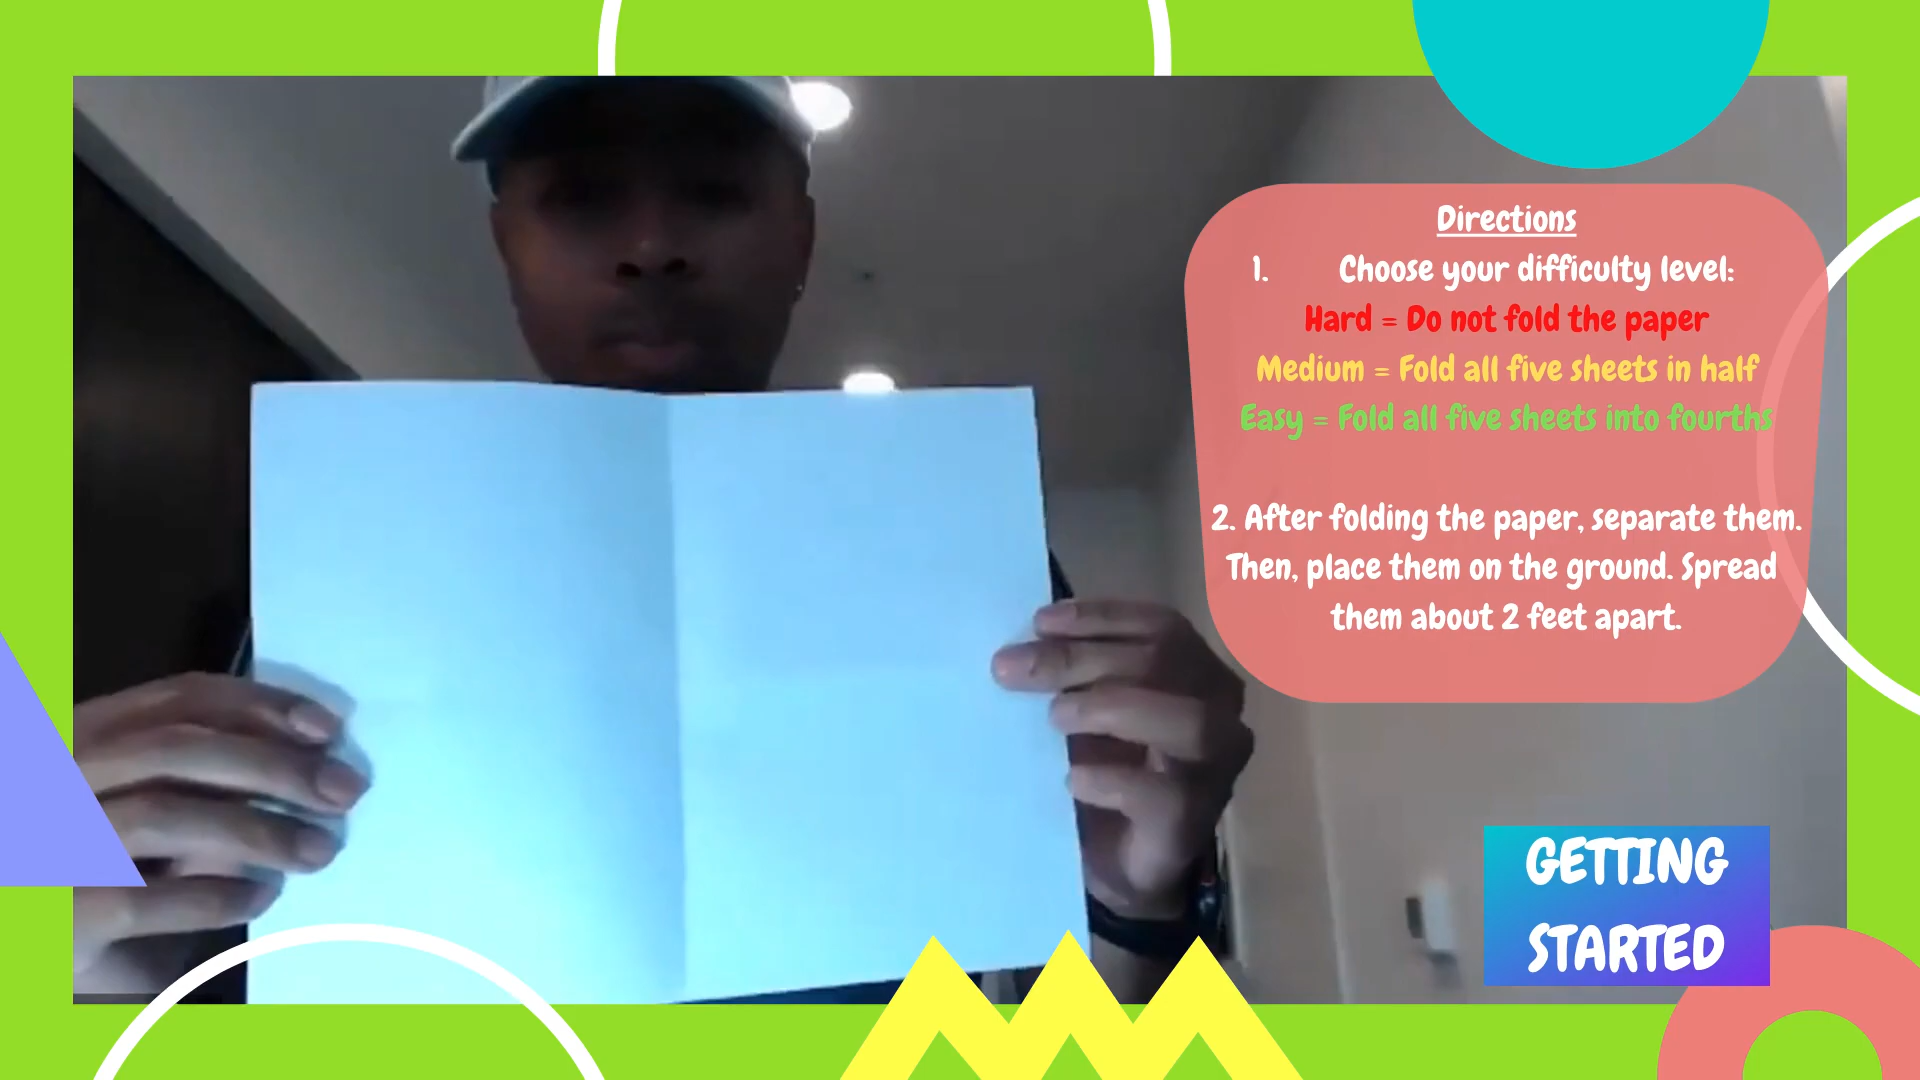 Directions
1. Choose your difficulty level:
Hard = Do not fold the paper
Medium = Fold all five sheets in half
Easy = Fold all five sheets into fourths
2. After folding the paper, separate them.
Then, place them on the ground. Spread
them about 2 feet apart.
GETTING
STARTED